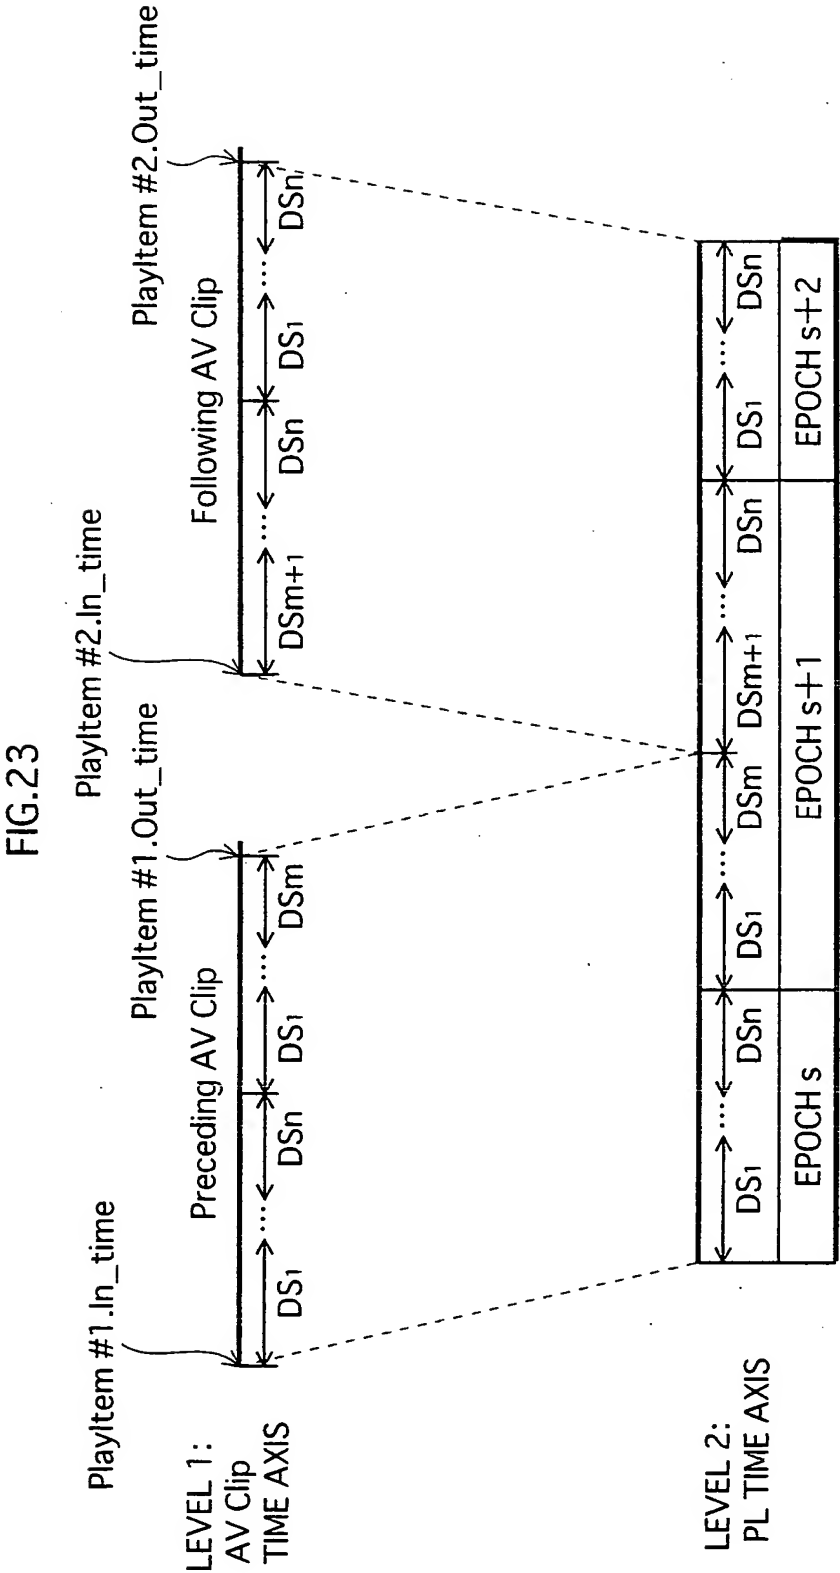 FIG.23
PlayItem #1.In_time
PlayItem #1.Out_time
PlayItem #2.In_time
PlayItem #2.Out_time
Preceding AV Clip
Following AV Clip
LEVEL 1:
AV Clip
TIME AXIS
DS1 ... DSn DS1 ... DSm
DSm+1 ... DSn DS1 ... DSn
LEVEL 2:
PL TIME AXIS
DS1 ... DSn DS1 ... DSm DSm+1 ... DSn DS1 ... DSn
EPOCH s
EPOCH s+1
EPOCH s+2